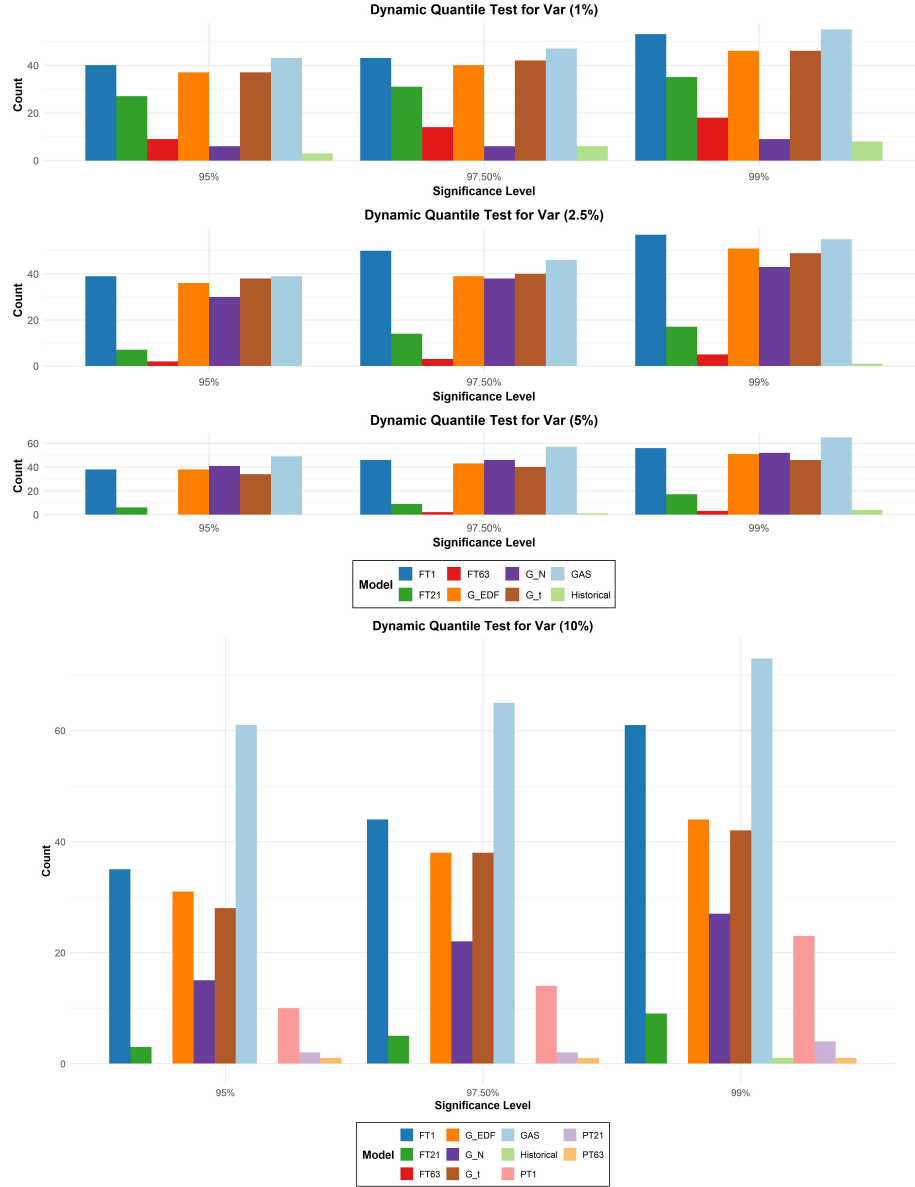 Dynamic Quantile Test for Var (1%)
Count
40
20
0
95%
97.50%
99%
Significance Level
Dynamic Quantile Test for Var (2.5%)
Count
40
20
0
95%
97.50%
99%
Significance Level
Dynamic Quantile Test for Var (5%)
Count
60
40
20
0
95%
97.50%
99%
Significance Level
Model
FT1 FT63 G_N GAS
FT21 G_EDF G_t Historical
Dynamic Quantile Test for Var (10%)
Count
60
40
20
0
95%
97.50%
99%
Significance Level
Model
FT1 G_EDF GAS PT21
FT21 G_N Historical PT63
FT63 G_t PT1